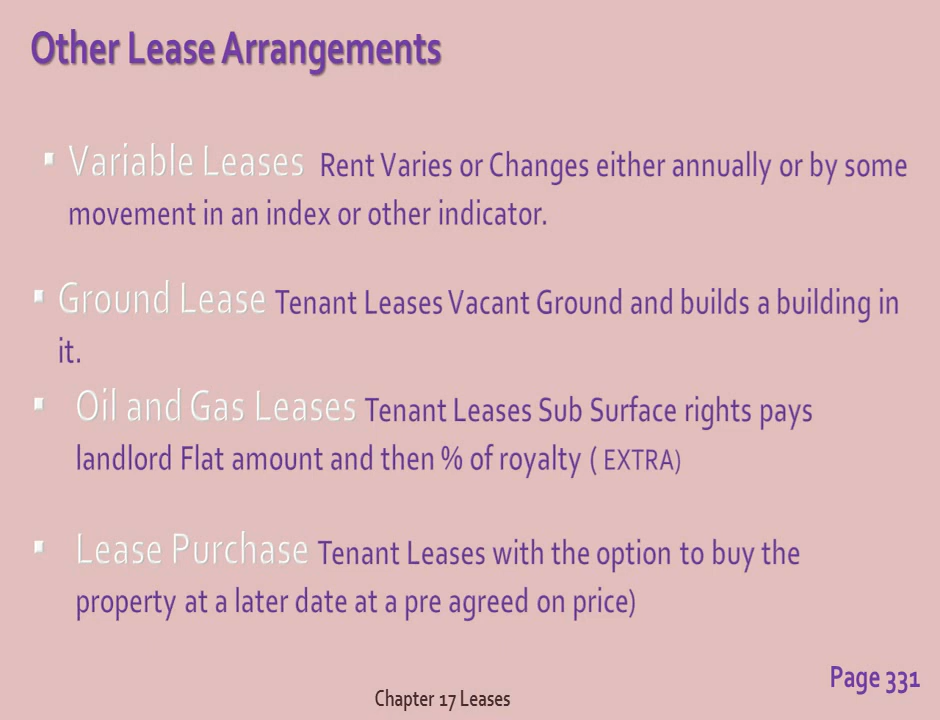 Other Lease Arrangements
▪ Variable Leases Rent Varies or Changes either annually or by some
movement in an index or other indicator.
▪ Ground Lease Tenant Leases Vacant Ground and builds a building in
it.
▪ Oil and Gas Leases Tenant Leases Sub Surface rights pays
landlord Flat amount and then % of royalty ( EXTRA)
▪ Lease Purchase Tenant Leases with the option to buy the
property at a later date at a pre agreed on price)
Page 331
Chapter 17 Leases